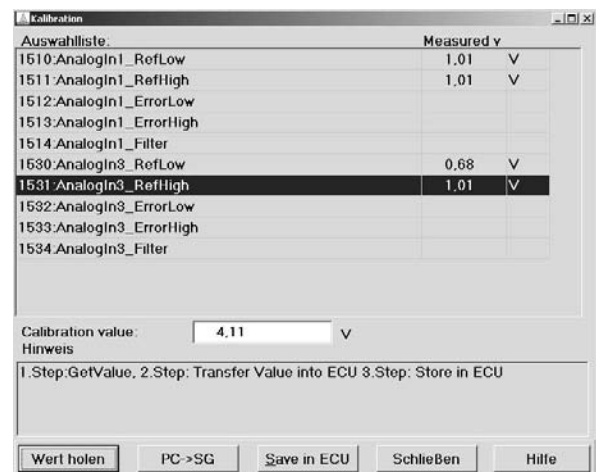 Kalibration
Auswahlliste: Measured v
1510:AnalogIn1_RefLow 1,01 V
1511:AnalogIn1_RefHigh 1,01 V
1512:AnalogIn1_ErrorLow
1513:AnalogIn1_ErrorHigh
1514:AnalogIn1_Filter
1530:AnalogIn3_RefLow 0,68 V
1531:AnalogIn3_RefHigh 1,01 V
1532:AnalogIn3_ErrorLow
1533:AnalogIn3_ErrorHigh
1534:AnalogIn3_Filter
Calibration value: 4,11 V
Hinweis
1.Step:GetValue, 2.Step: Transfer Value into ECU 3.Step: Store in ECU
Wert holen PC->SG Save in ECU Schließen Hilfe